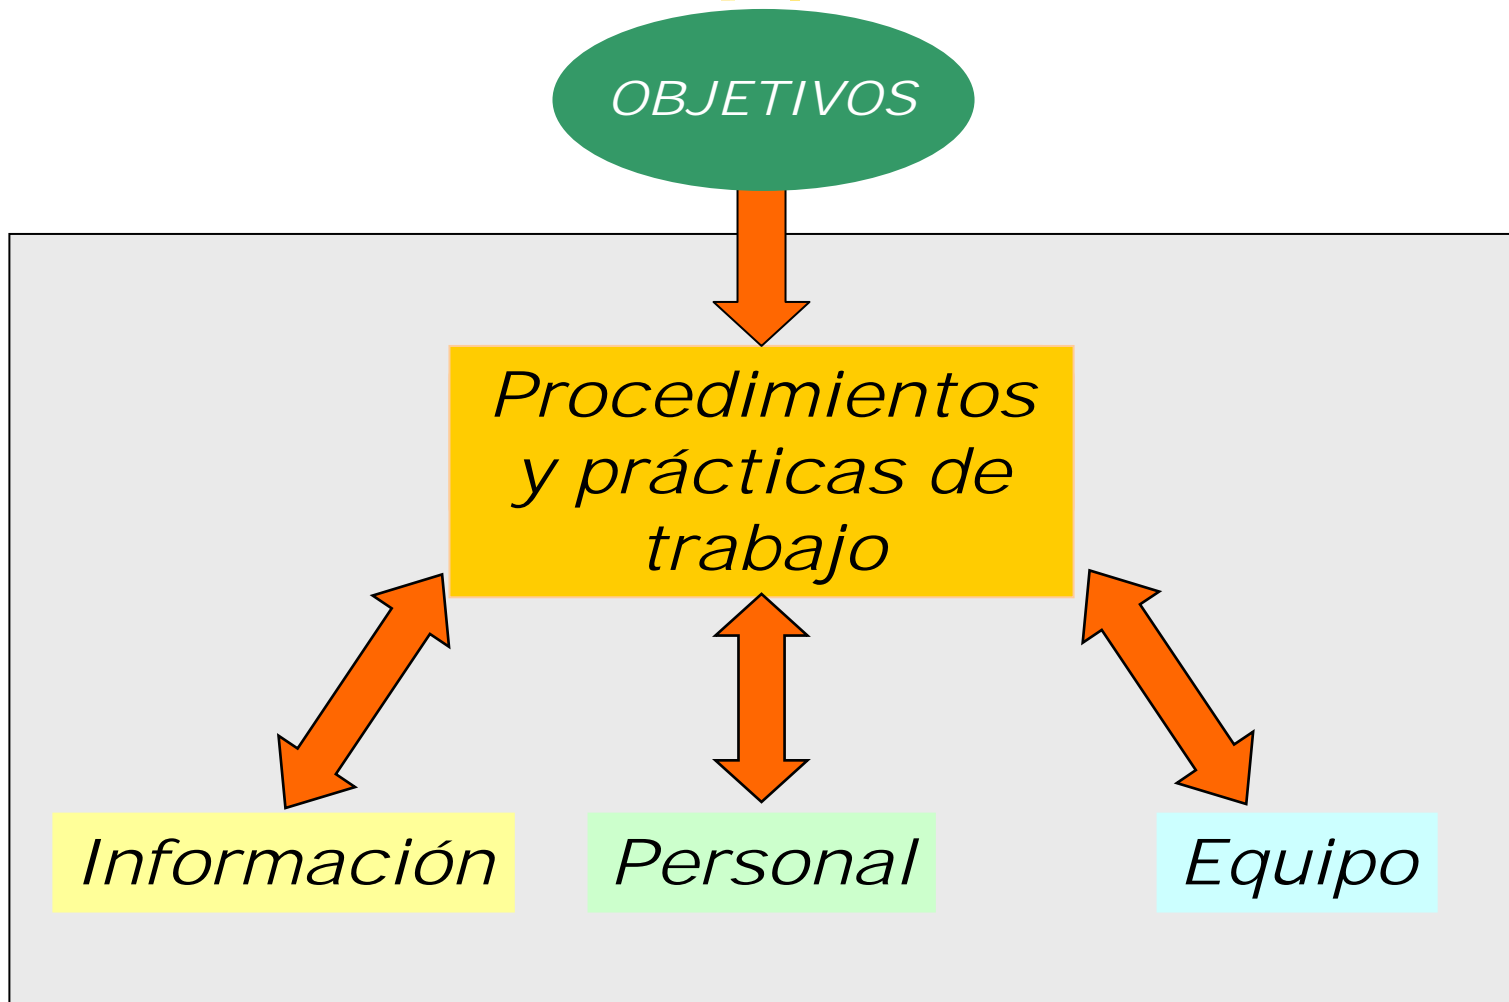 OBJETIVOS
Procedimientos
y prácticas de
trabajo
Información
Personal
Equipo